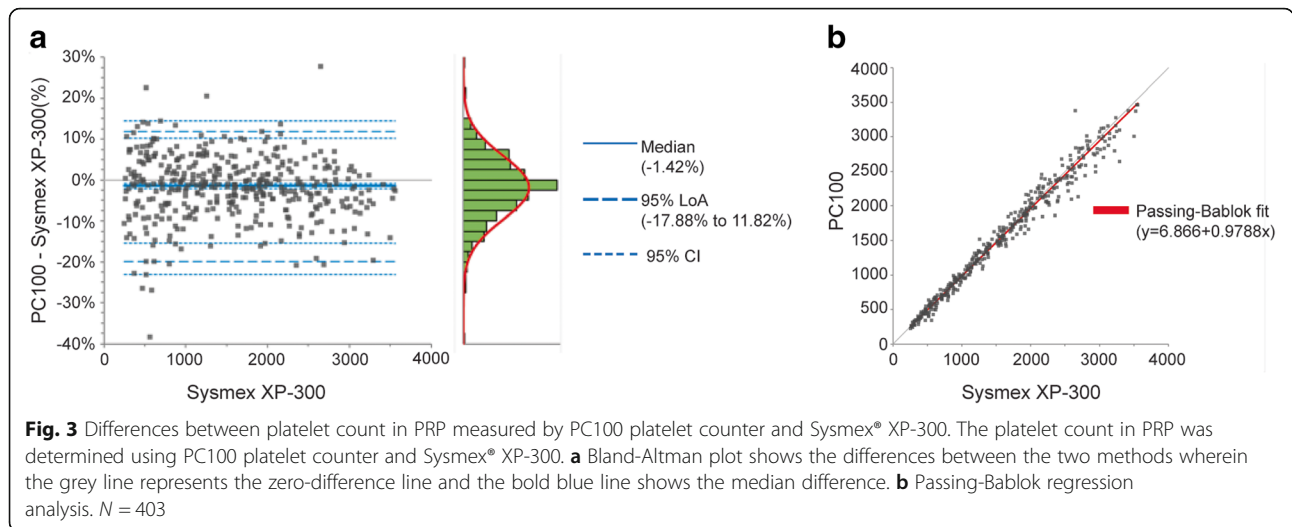 a
30%
20%
10%
0%
-10%
-20%
-30%
-40%
PC100 - Sysmex XP-300(%)
0 1000 2000 3000 4000
Sysmex XP-300
Median
(-1.42%)
95% LoA
(-17.88% to 11.82%)
95% CI
b
4000
3500
3000
2500
2000
1500
1000
500
0
PC100
0 1000 2000 3000 4000
Sysmex XP-300
Passing-Bablok fit
(y=6.866+0.9788x)
Fig. 3 Differences between platelet count in PRP measured by PC100 platelet counter and Sysmex® XP-300. The platelet count in PRP was
determined using PC100 platelet counter and Sysmex® XP-300. a Bland-Altman plot shows the differences between the two methods wherein
the grey line represents the zero-difference line and the bold blue line shows the median difference. b Passing-Bablok regression
analysis. N = 403